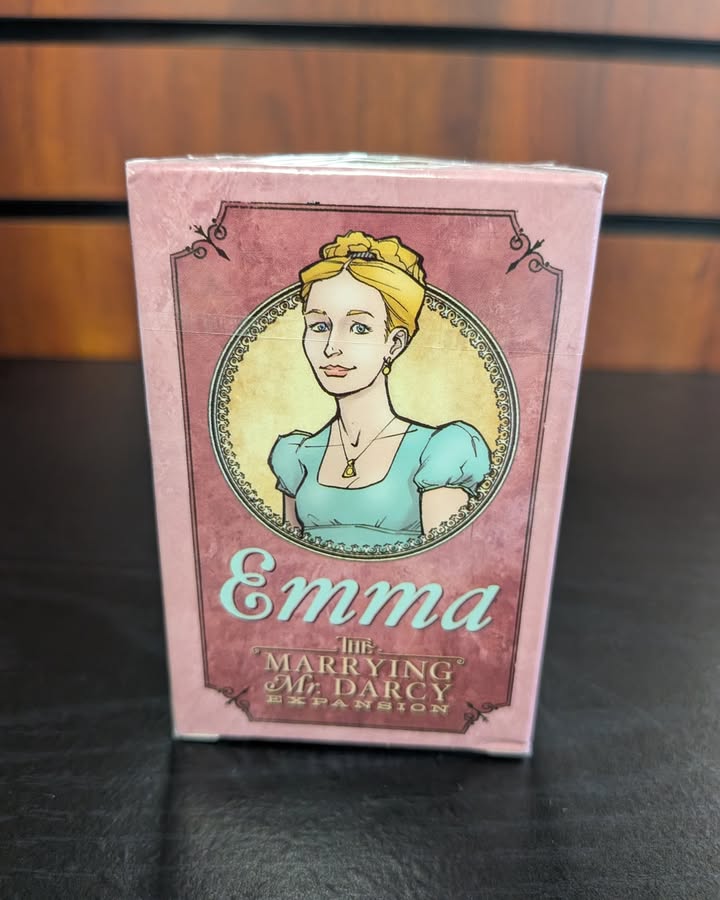 Emma
THE
MARRYING
Mr. DARCY
EXPANSION